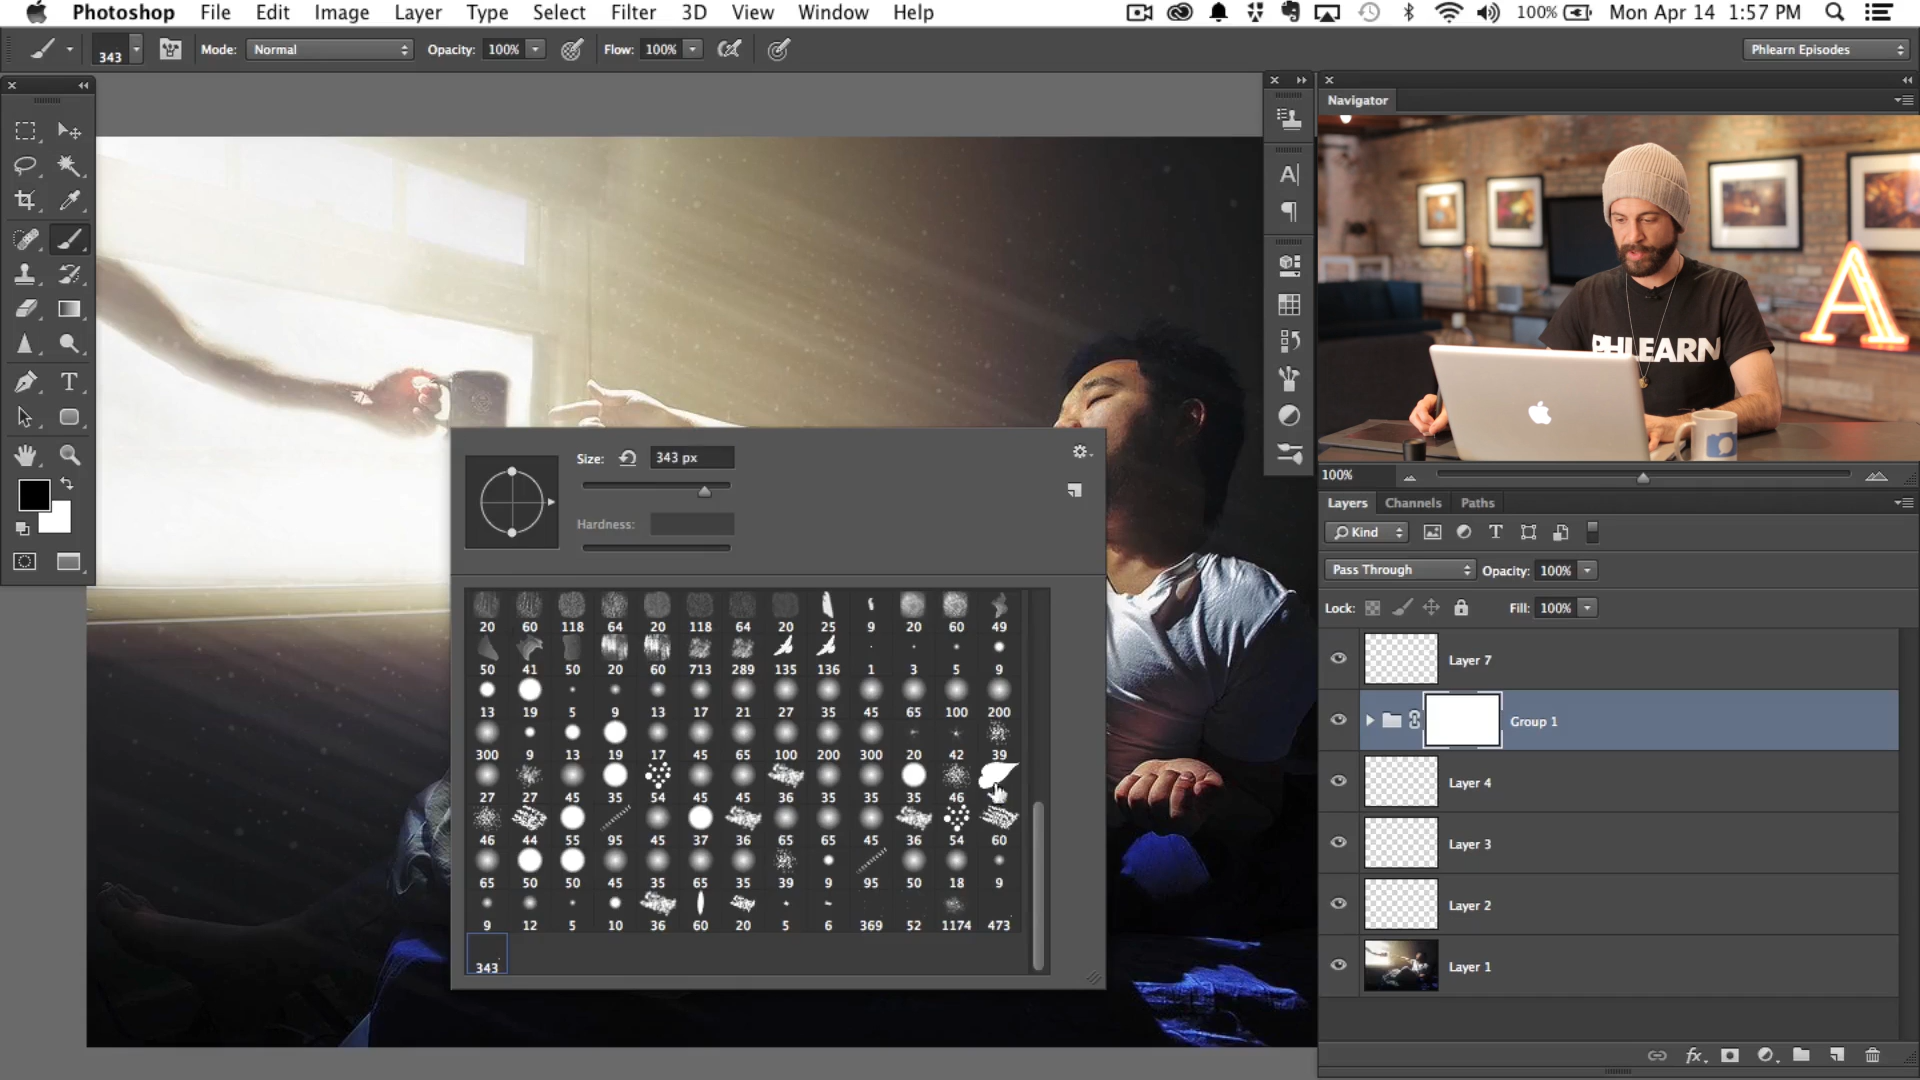 Photoshop File Edit Image Layer Type Select Filter 3D View Window Help 100% Mon Apr 14 1:57 PM
343 Mode: Normal Opacity: 100% Flow: 100% Phlearn Episodes
Navigator
PHLEARN
A
100%
Size: 343 px
Hardness:
20 60 118 64 20 118 64 20 25 9 20 60 49
50 41 50 20 60 713 289 135 136 1 3 5 9
13 19 5 9 13 17 21 27 35 45 65 100 200
300 9 13 19 17 45 65 100 200 300 20 42 39
27 27 45 35 54 45 45 36 35 35 35 46
46 44 55 95 45 37 36 65 65 45 36 54 60
65 50 50 45 35 65 35 39 9 95 50 18 9
9 12 5 10 36 60 20 5 6 369 52 1174 473
343
Layers Channels Paths
Kind
Pass Through Opacity: 100%
Lock: Fill: 100%
Layer 7
Group 1
Layer 4
Layer 3
Layer 2
Layer 1